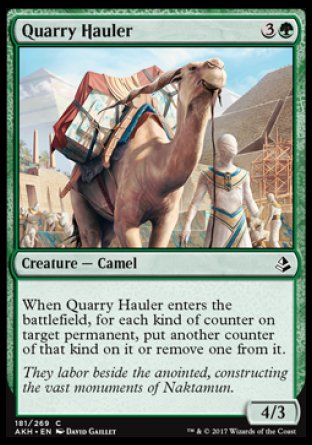 Quarry Hauler 3
Creature — Camel
When Quarry Hauler enters the
battlefield, for each kind of counter on
target permanent, put another counter
of that kind on it or remove one from it.
They labor beside the anointed, constructing
the vast monuments of Naktamun.
4/3
181/269 C
AKH • EN DAVID GAILLET
™ & © 2017 Wizards of the Coast